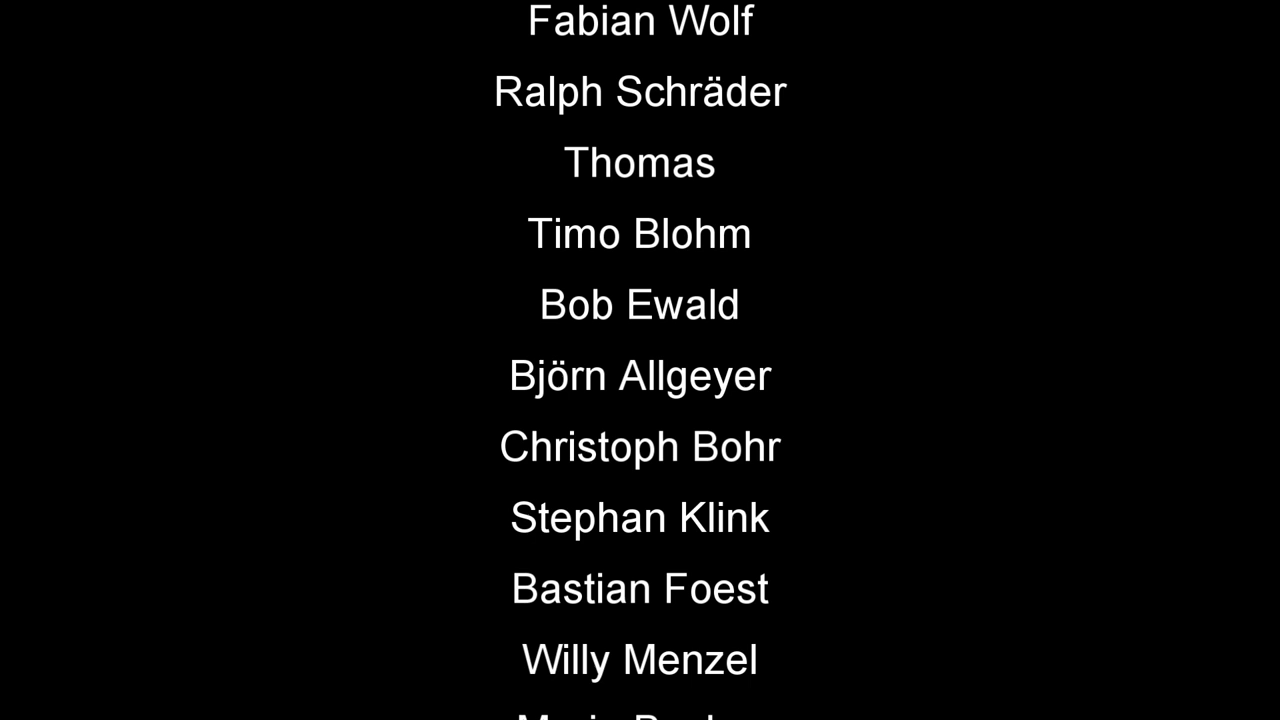 Fabian Wolf
Ralph Schräder
Thomas
Timo Blohm
Bob Ewald
Björn Allgeyer
Christoph Bohr
Stephan Klink
Bastian Foest
Willy Menzel